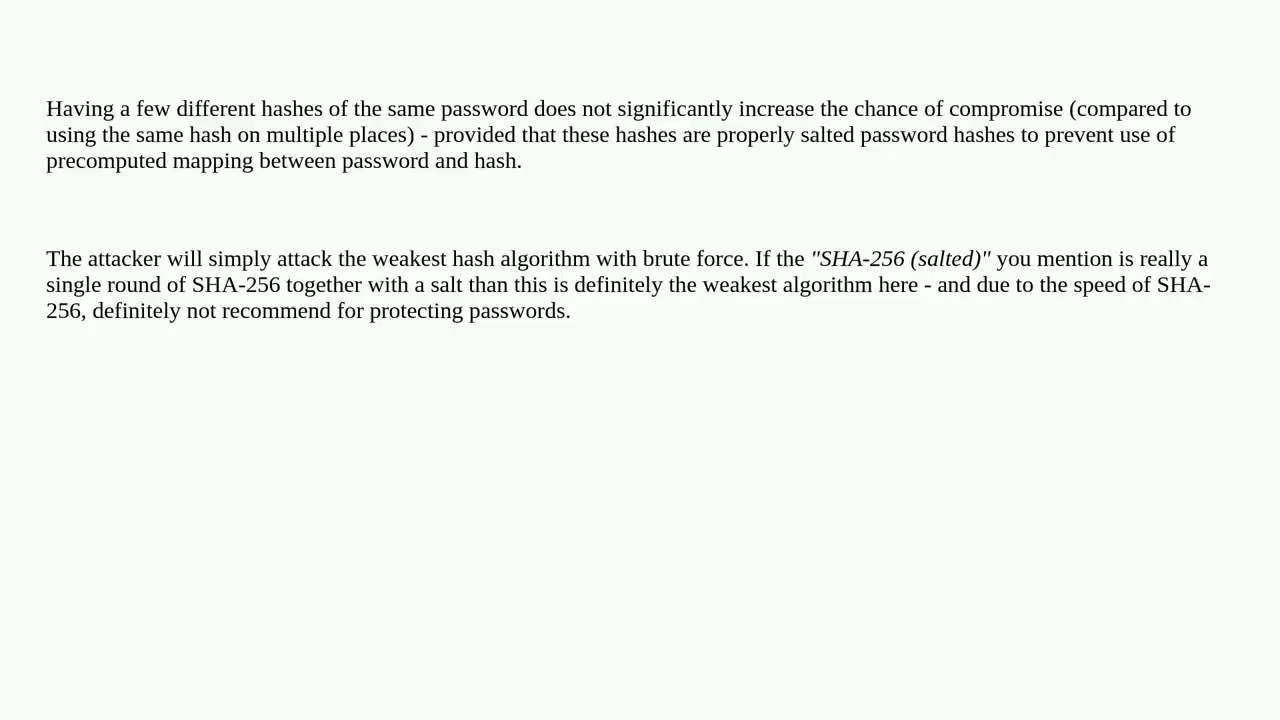 Having a few different hashes of the same password does not significantly increase the chance of compromise (compared to
using the same hash on multiple places) - provided that these hashes are properly salted password hashes to prevent use of
precomputed mapping between password and hash.
The attacker will simply attack the weakest hash algorithm with brute force. If the "SHA-256 (salted)" you mention is really a
single round of SHA-256 together with a salt than this is definitely the weakest algorithm here - and due to the speed of SHA-
256, definitely not recommend for protecting passwords.